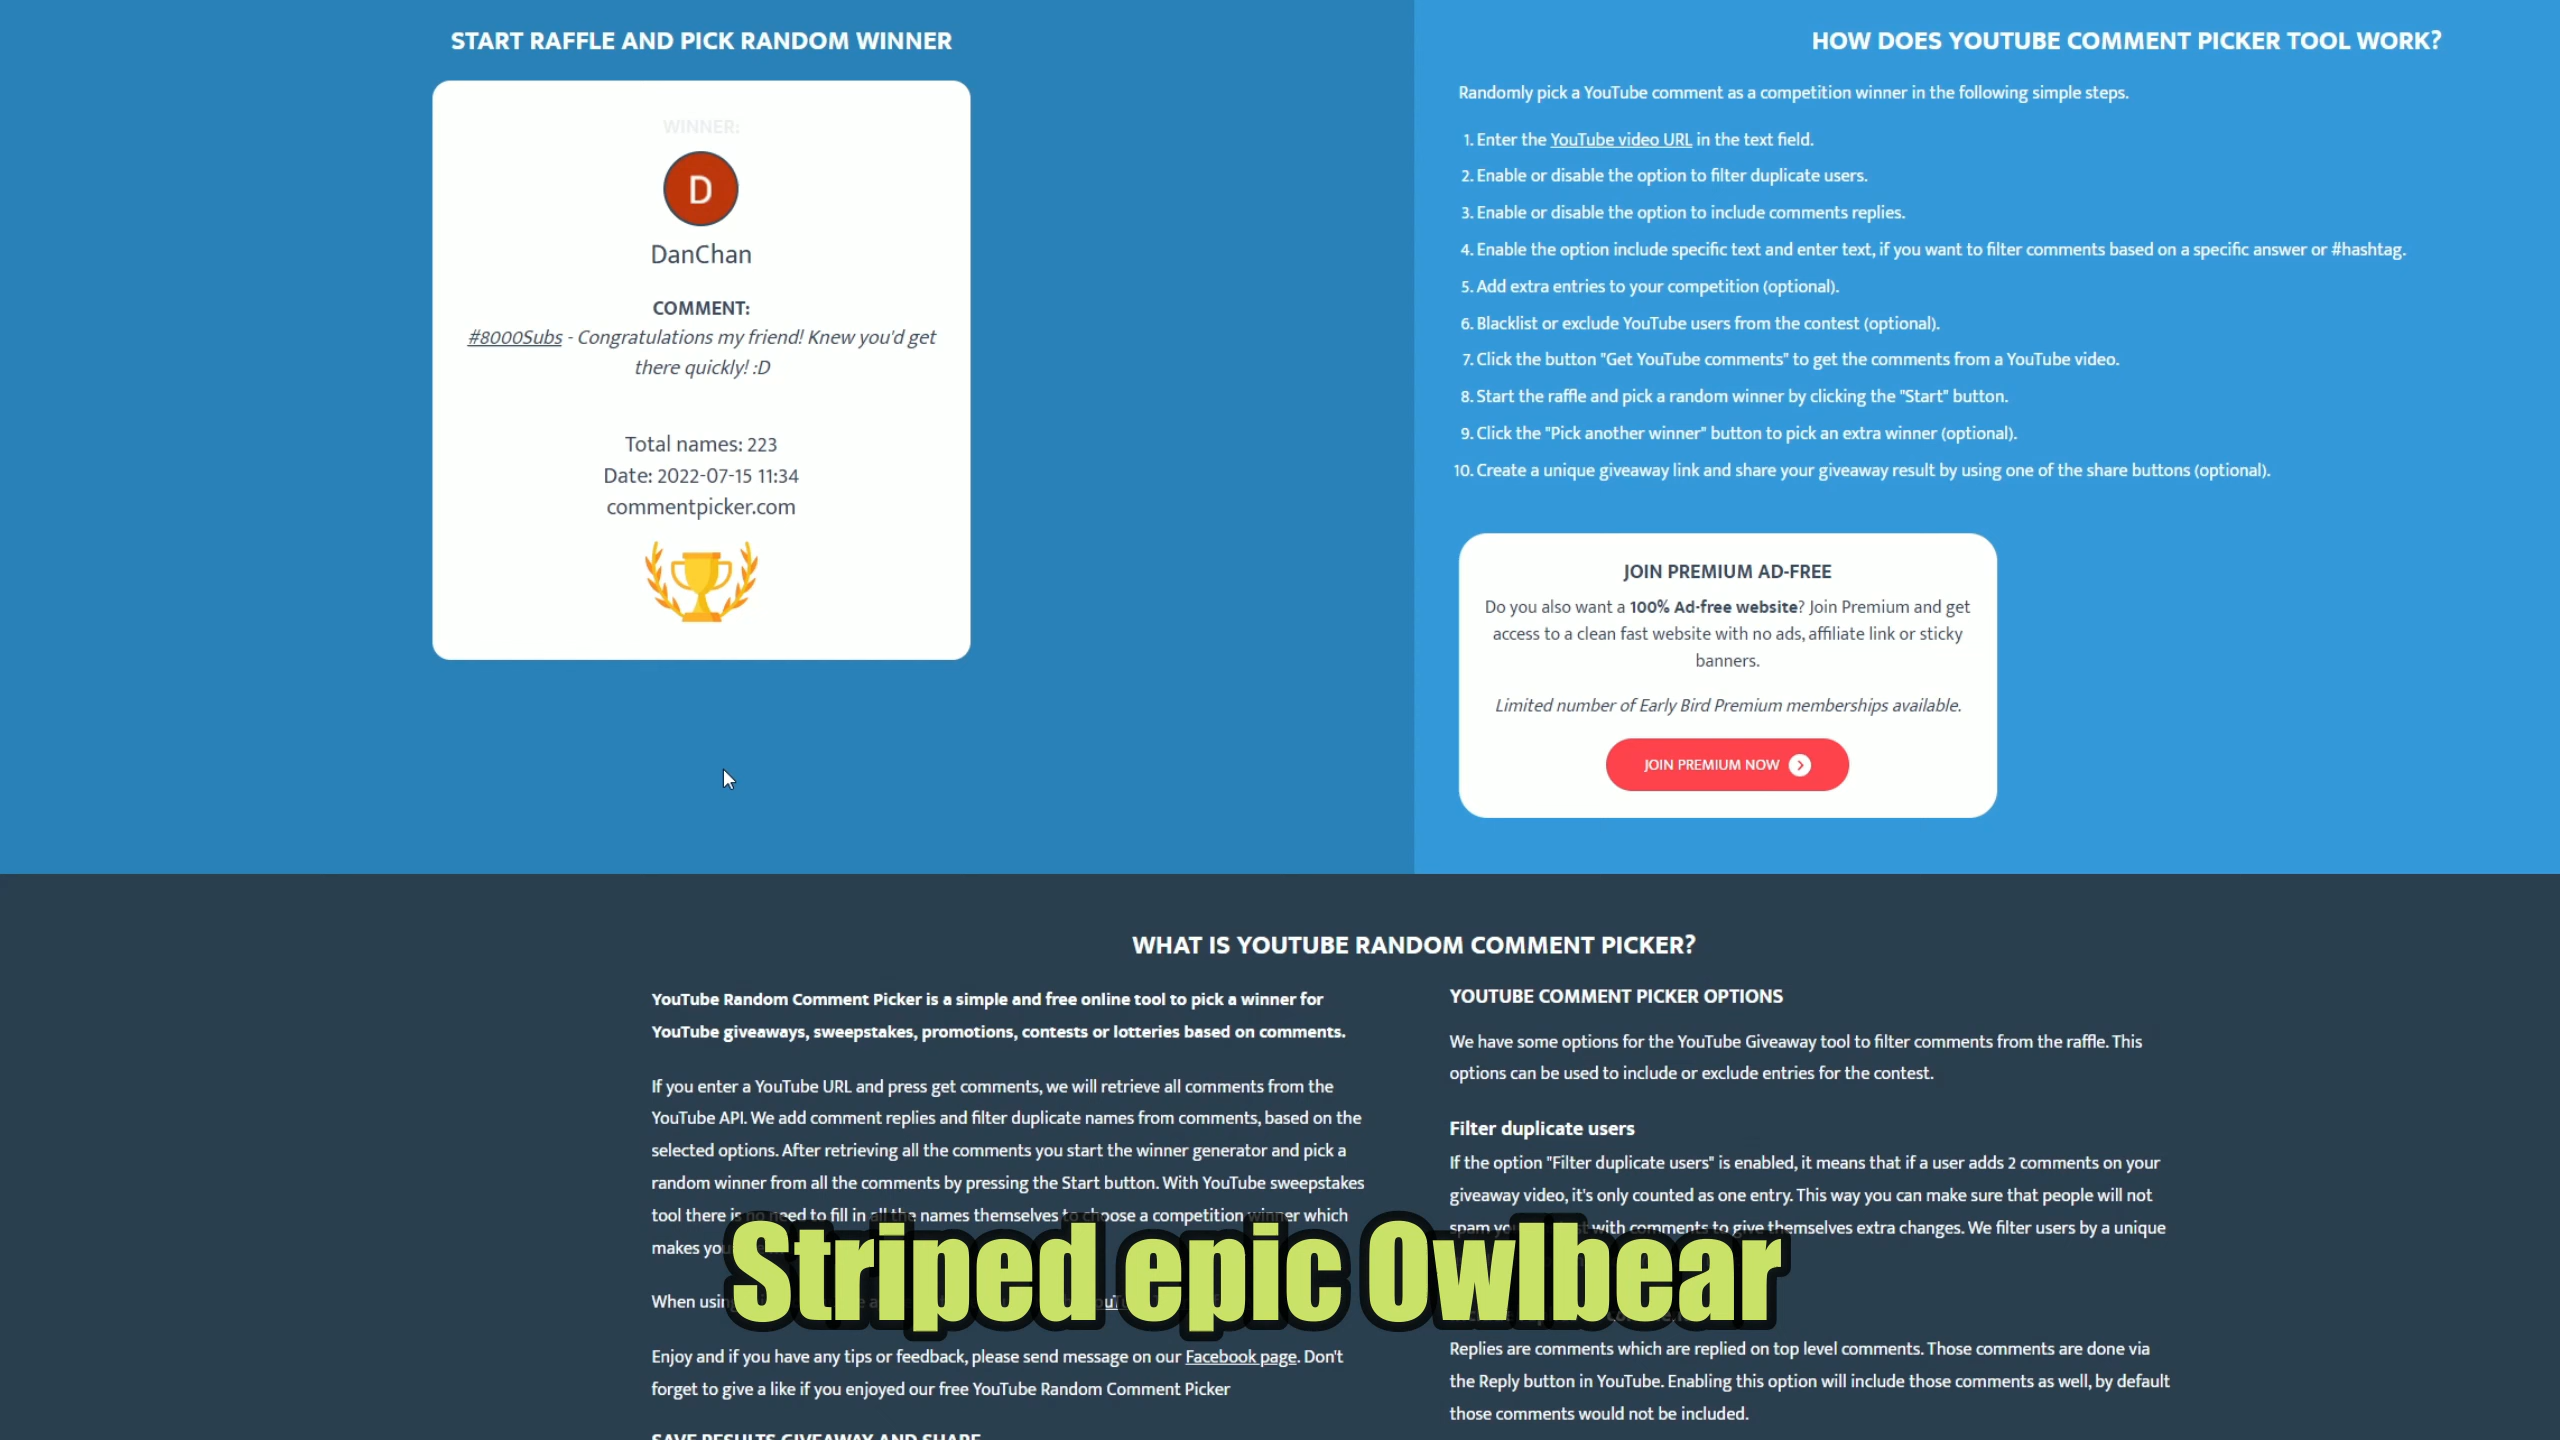 START RAFFLE AND PICK RANDOM WINNER
WINNER:
D
DanChan
COMMENT:
#8000Subs - Congratulations my friend! Knew you'd get
there quickly! :D
Total names: 223
Date: 2022-07-15 11:34
commentpicker.com
HOW DOES YOUTUBE COMMENT PICKER TOOL WORK?
Randomly pick a YouTube comment as a competition winner in the following simple steps.
1. Enter the YouTube video URL in the text field.
2. Enable or disable the option to filter duplicate users.
3. Enable or disable the option to include comments replies.
4. Enable the option include specific text and enter text, if you want to filter comments based on a specific answer or #hashtag.
5. Add extra entries to your competition (optional).
6. Blacklist or exclude YouTube users from the contest (optional).
7. Click the button "Get YouTube comments" to get the comments from a YouTube video.
8. Start the raffle and pick a random winner by clicking the "Start" button.
9. Click the "Pick another winner" button to pick an extra winner (optional).
10. Create a unique giveaway link and share your giveaway result by using one of the share buttons (optional).
JOIN PREMIUM AD-FREE
Do you also want a 100% Ad-free website? Join Premium and get
access to a clean fast website with no ads, affiliate link or sticky
banners.
Limited number of Early Bird Premium memberships available.
JOIN PREMIUM NOW
WHAT IS YOUTUBE RANDOM COMMENT PICKER?
YouTube Random Comment Picker is a simple and free online tool to pick a winner for
YouTube giveaways, sweepstakes, promotions, contests or lotteries based on comments.
If you enter a YouTube URL and press get comments, we will retrieve all comments from the
YouTube API. We add comment replies and filter duplicate names from comments, based on the
selected options. After retrieving all the comments you start the winner generator and pick a
random winner from all the comments by pressing the Start button. With YouTube sweepstakes
tool there is no need to fill in all the names themselves to choose a competition winner which
makes
When
Enjoy and if you have any tips or feedback, please send message on our Facebook page. Don't
forget to give a like if you enjoyed our free YouTube Random Comment Picker
SAVE RESULTS GIVEAWAY AND SHARE
YOUTUBE COMMENT PICKER OPTIONS
We have some options for the YouTube Giveaway tool to filter comments from the raffle. This
options can be used to include or exclude entries for the contest.
Filter duplicate users
If the option "Filter duplicate users" is enabled, it means that if a user adds 2 comments on your
giveaway video, it's only counted as one entry. This way you can make sure that people will not
spam with comments to give themselves extra changes. We filter users by a unique
Replies are comments which are replied on top level comments. Those comments are done via
the Reply button in YouTube. Enabling this option will include those comments as well, by default
those comments would not be included.
Striped epic Owlbear